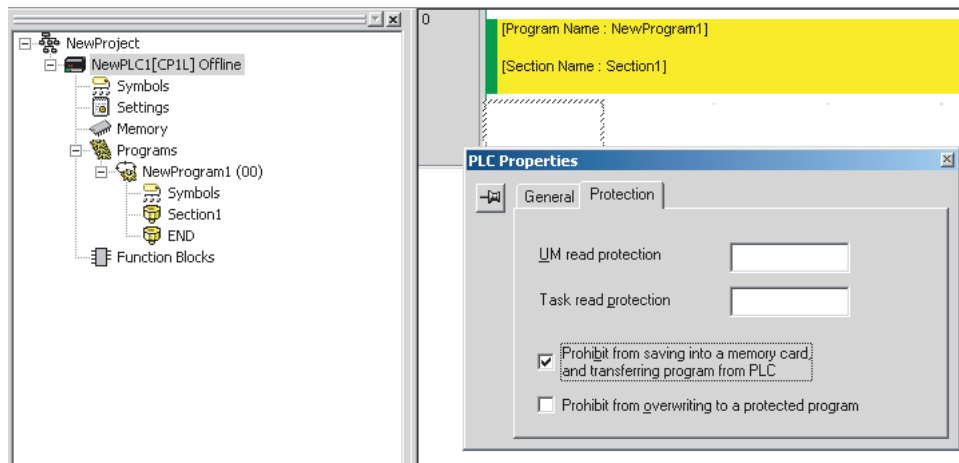 NewProject
NewPLC1[CP1L] Offline
Symbols
Settings
Memory
Programs
NewProgram1 (00)
Symbols
Section1
END
Function Blocks
0
[Program Name : NewProgram1]
[Section Name : Section1]
PLC Properties
General Protection
UM read protection
Task read protection
Prohibit from saving into a memory card,
and transferring program from PLC
Prohibit from overwriting to a protected program